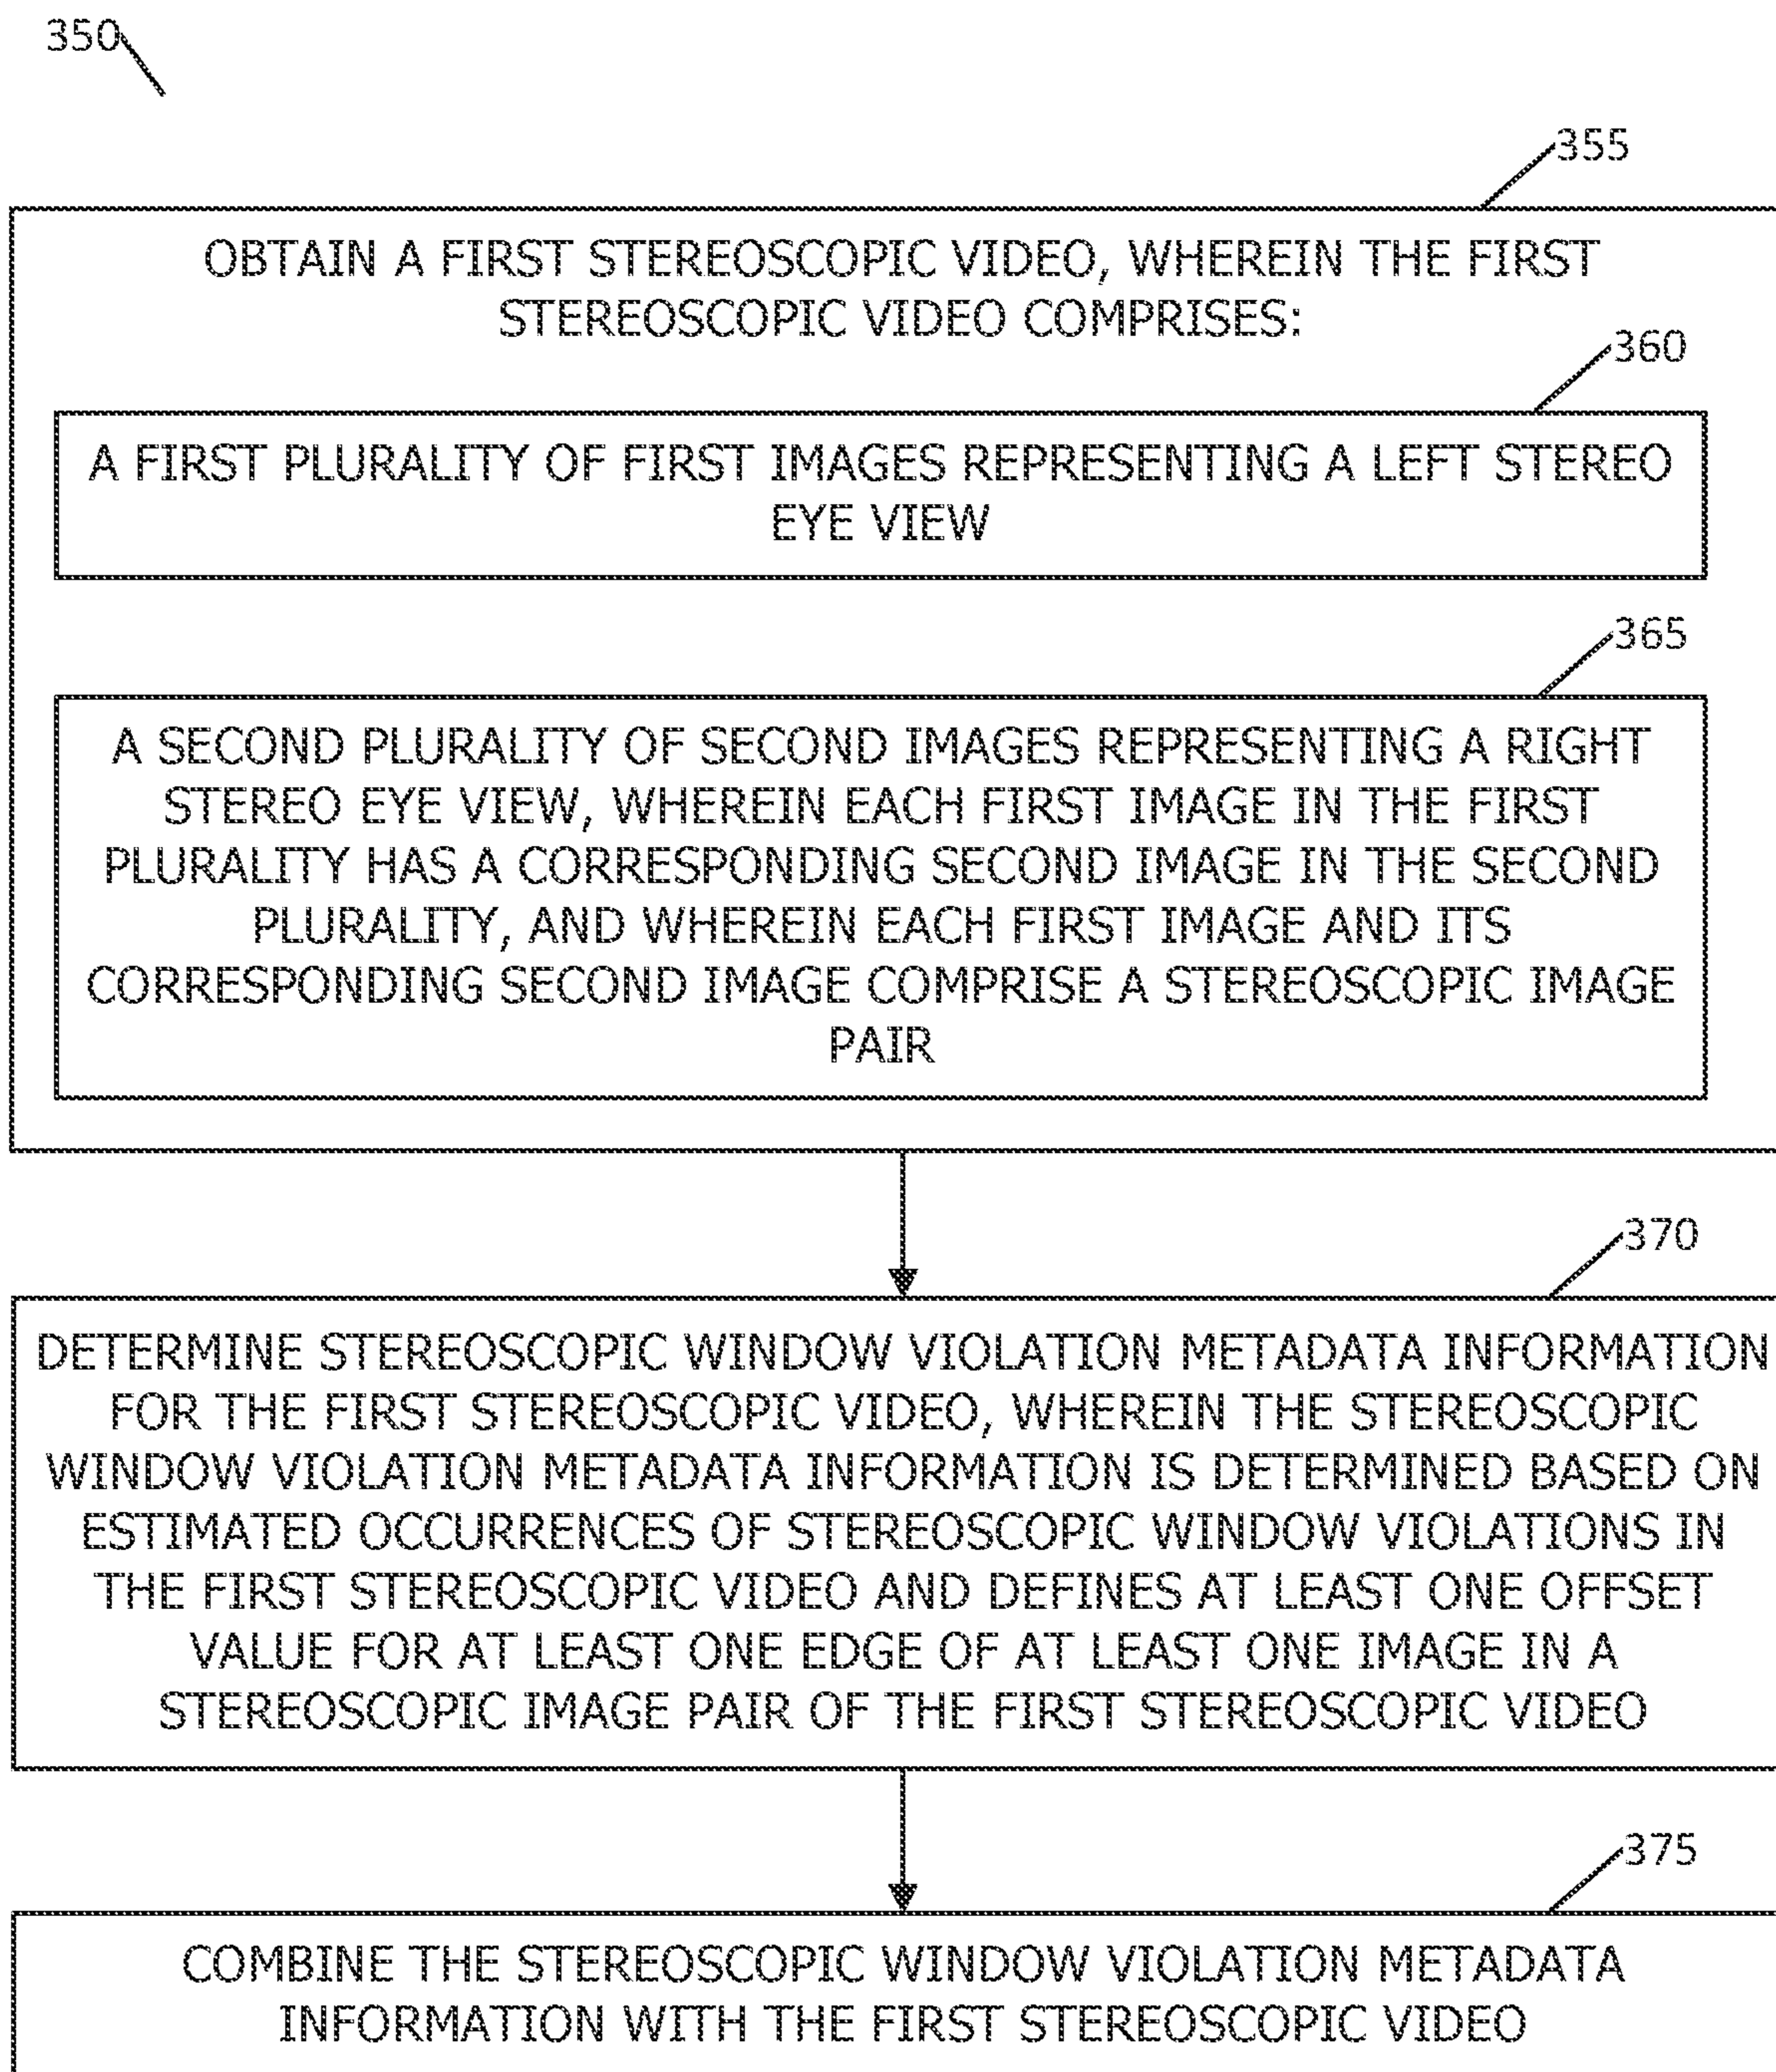 350
355
OBTAIN A FIRST STEREOSCOPIC VIDEO, WHEREIN THE FIRST
STEREOSCOPIC VIDEO COMPRISES:
360
A FIRST PLURALITY OF FIRST IMAGES REPRESENTING A LEFT STEREO
EYE VIEW
365
A SECOND PLURALITY OF SECOND IMAGES REPRESENTING A RIGHT
STEREO EYE VIEW, WHEREIN EACH FIRST IMAGE IN THE FIRST
PLURALITY HAS A CORRESPONDING SECOND IMAGE IN THE SECOND
PLURALITY, AND WHEREIN EACH FIRST IMAGE AND ITS
CORRESPONDING SECOND IMAGE COMPRISE A STEREOSCOPIC IMAGE
PAIR
370
DETERMINE STEREOSCOPIC WINDOW VIOLATION METADATA INFORMATION
FOR THE FIRST STEREOSCOPIC VIDEO, WHEREIN THE STEREOSCOPIC
WINDOW VIOLATION METADATA INFORMATION IS DETERMINED BASED ON
ESTIMATED OCCURRENCES OF STEREOSCOPIC WINDOW VIOLATIONS IN
THE FIRST STEREOSCOPIC VIDEO AND DEFINES AT LEAST ONE OFFSET
VALUE FOR AT LEAST ONE EDGE OF AT LEAST ONE IMAGE IN A
STEREOSCOPIC IMAGE PAIR OF THE FIRST STEREOSCOPIC VIDEO
375
COMBINE THE STEREOSCOPIC WINDOW VIOLATION METADATA
INFORMATION WITH THE FIRST STEREOSCOPIC VIDEO